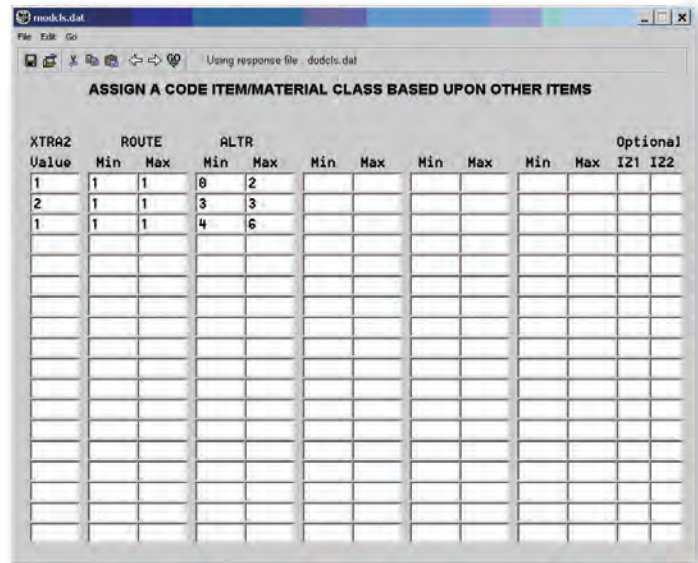 modcls.dat
File Edit Go
GO Using response file . dodcls.dat
ASSIGN A CODE ITEM/MATERIAL CLASS BASED UPON OTHER ITEMS
XTRA2 ROUTE ALTR Optional
Value Min Max Min Max Min Max Min Max Min Max IZ1 IZ2
1 1 1 0 2
2 1 1 3 3
1 1 1 4 6